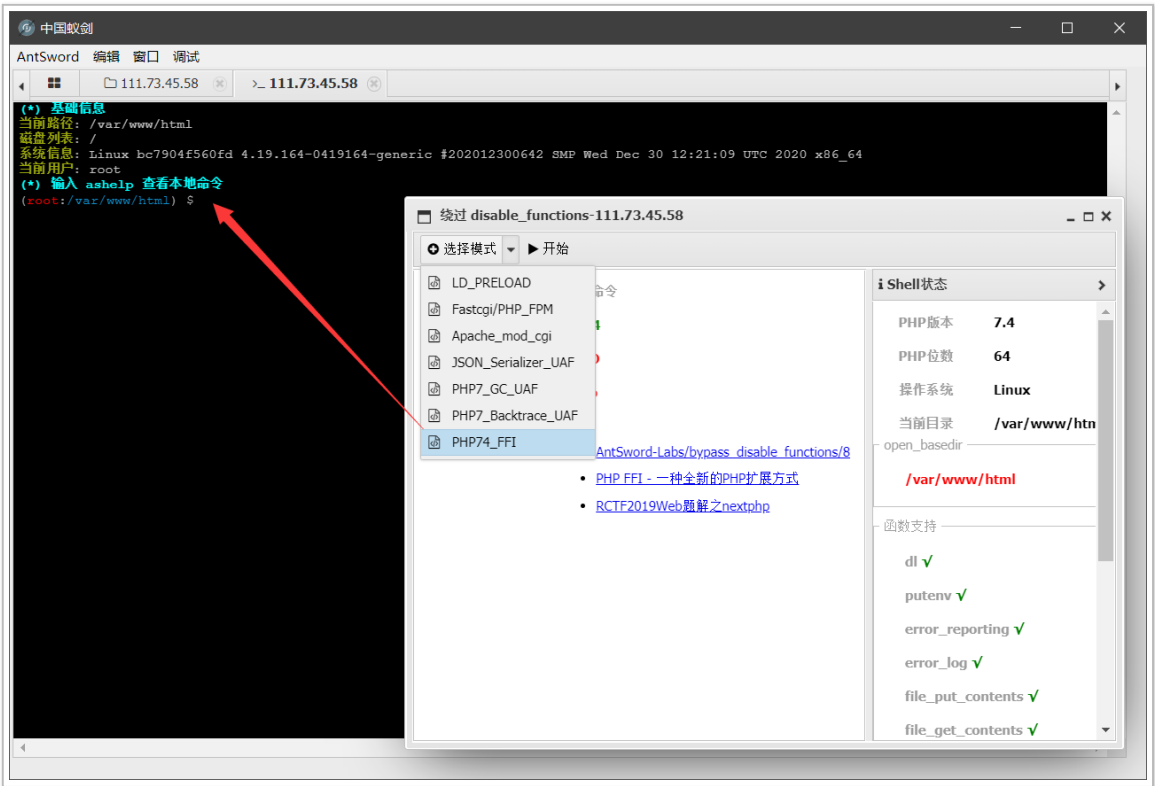 中国蚁剑
AntSword 编辑 窗口 调试
111.73.45.58
>_ 111.73.45.58
(*) 基础信息
当前路径: /var/www/html
磁盘列表: /
系统信息: Linux bc7904f560fd 4.19.164-0419164-generic #202012300642 SMP Wed Dec 30 12:21:09 UTC 2020 x86_64
当前用户: root
(*) 输入 ashelp 查看本地命令
(root:/var/www/html) $
绕过 disable_functions-111.73.45.58
选择模式 开始
LD_PRELOAD
Fastcgi/PHP_FPM
Apache_mod_cgi
JSON_Serializer_UAF
PHP7_GC_UAF
PHP7_Backtrace_UAF
PHP74_FFI
命令
AntSword-Labs/bypass_disable_functions/8
PHP FFI - 一种全新的PHP扩展方式
RCTF2019Web题解之nextphp
Shell状态
PHP版本 7.4
PHP位数 64
操作系统 Linux
当前目录 /var/www/htm
open_basedir
/var/www/html
函数支持
dl √
putenv √
error_reporting √
error_log √
file_put_contents √
file_get_contents √